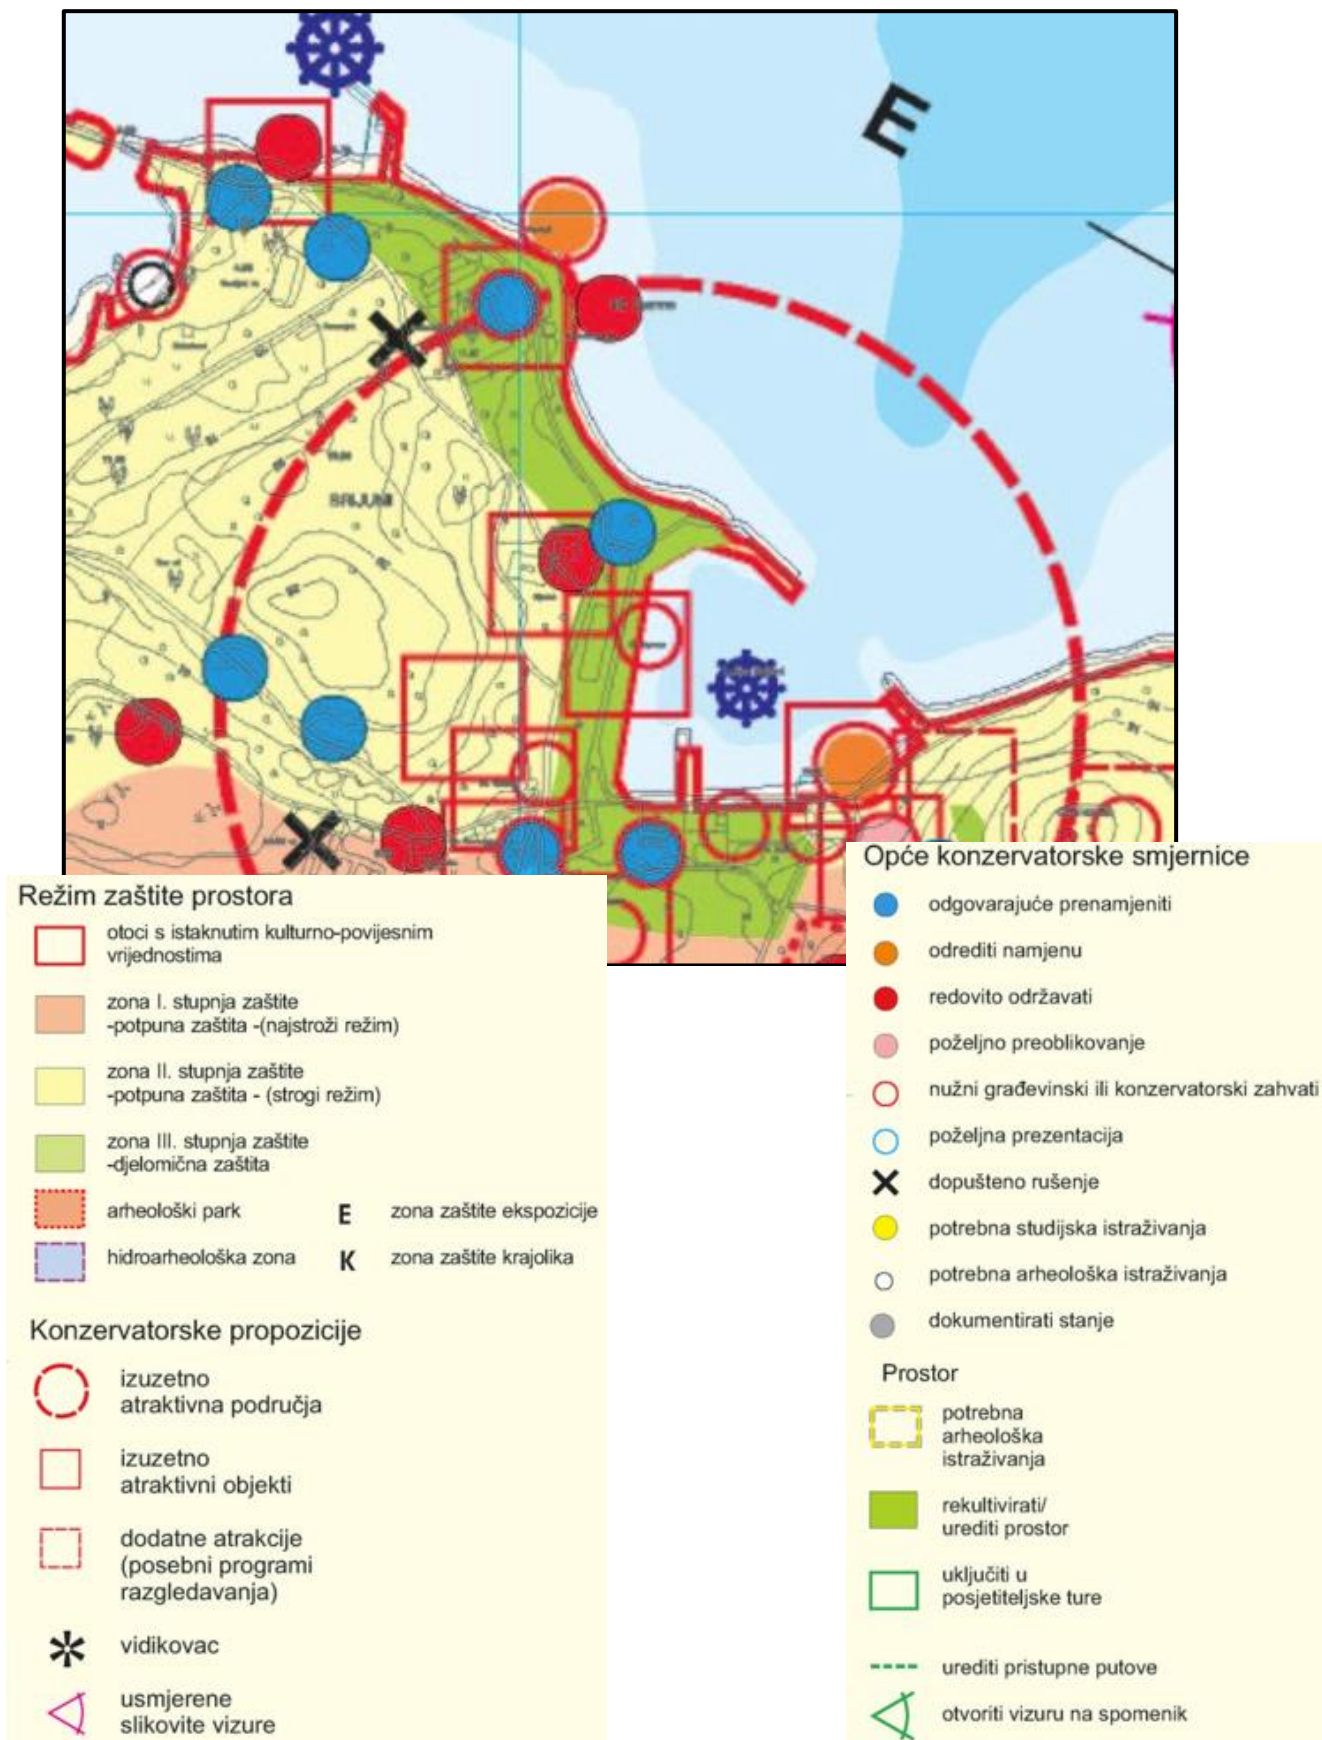 E
BRIJUNI
Režim zaštite prostora
otoci s istaknutim kulturno-povijesnim
vrijednostima
zona I. stupnja zaštite
-potpuna zaštita -(najstroži režim)
zona II. stupnja zaštite
-potpuna zaštita - (strogi režim)
zona III. stupnja zaštite
-djelomična zaštita
arheološki park
E zona zaštite ekspozicije
hidroarheološka zona
K zona zaštite krajolika
Konzervatorske propozicije
izuzetno
atraktivna područja
izuzetno
atraktivni objekti
dodatne atrakcije
(posebni programi
razgledavanja)
vidikovac
usmjerene
slikovite vizure
Opće konzervatorske smjernice
odgovarajuće prenamjeniti
odrediti namjenu
redovito održavati
poželjno preoblikovanje
nužni građevinski ili konzervatorski zahvati
poželjna prezentacija
dopušteno rušenje
potrebna studijska istraživanja
potrebna arheološka istraživanja
dokumentirati stanje
Prostor
potrebna
arheološka
istraživanja
rekultivirati/
urediti prostor
uključiti u
posjetiteljske ture
urediti pristupne putove
otvoriti vizuru na spomenik